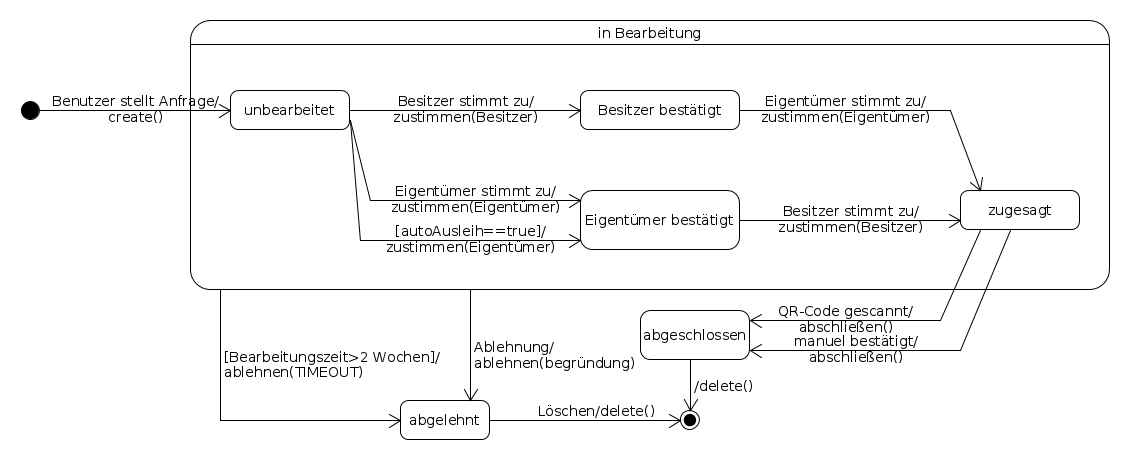 in Bearbeitung
Benutzer stellt Anfrage/
create()
unbearbeitet
Besitzer stimmt zu/
zustimmen(Besitzer)
Besitzer bestätigt
Eigentümer stimmt zu/
zustimmen(Eigentümer)
Eigentümer stimmt zu/
zustimmen(Eigentümer)
[autoAusleih==true]/
zustimmen(Eigentümer)
Eigentümer bestätigt
Besitzer stimmt zu/
zustimmen(Besitzer)
zugesagt
QR-Code gescannt/
abschließen()
manuel bestätigt/
abschließen()
abgeschlossen
[Bearbeitungszeit>2 Wochen]/
ablehnen(TIMEOUT)
Ablehnung/
ablehnen(begründung)
/delete()
abgelehnt
Löschen/delete()